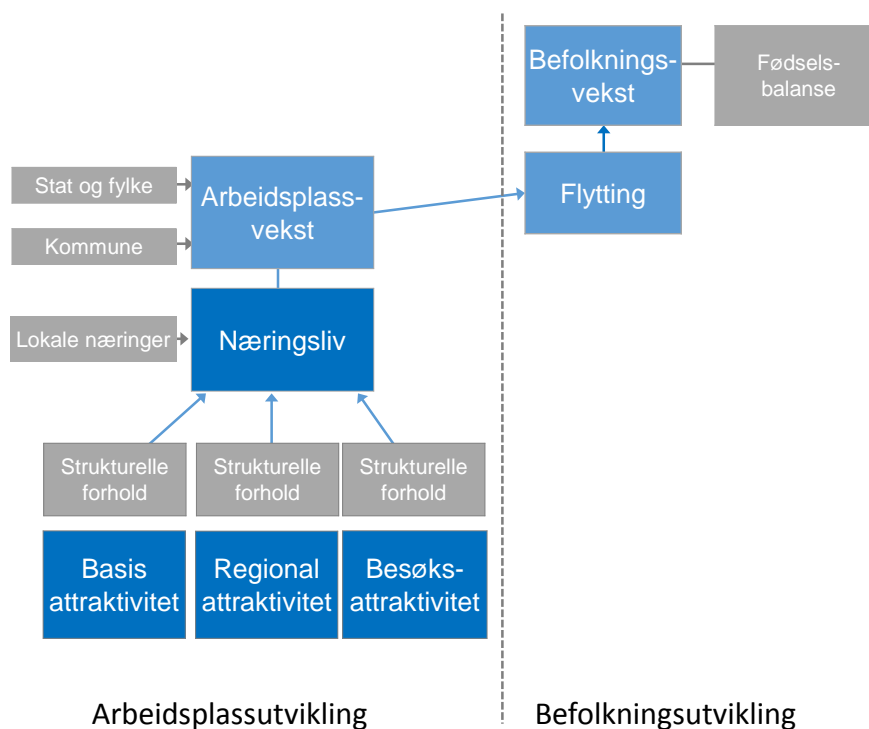 Befolknings-
vekst
Fødsels-
balanse
Stat og fylke
Arbeidsplass-
vekst
Flytting
Kommune
Lokale næringer
Næringsliv
Strukturelle
forhold
Strukturelle
forhold
Strukturelle
forhold
Basis
attraktivitet
Regional
attraktivitet
Besøks-
attraktivitet
Arbeidsplassutvikling
Befolkningsutvikling